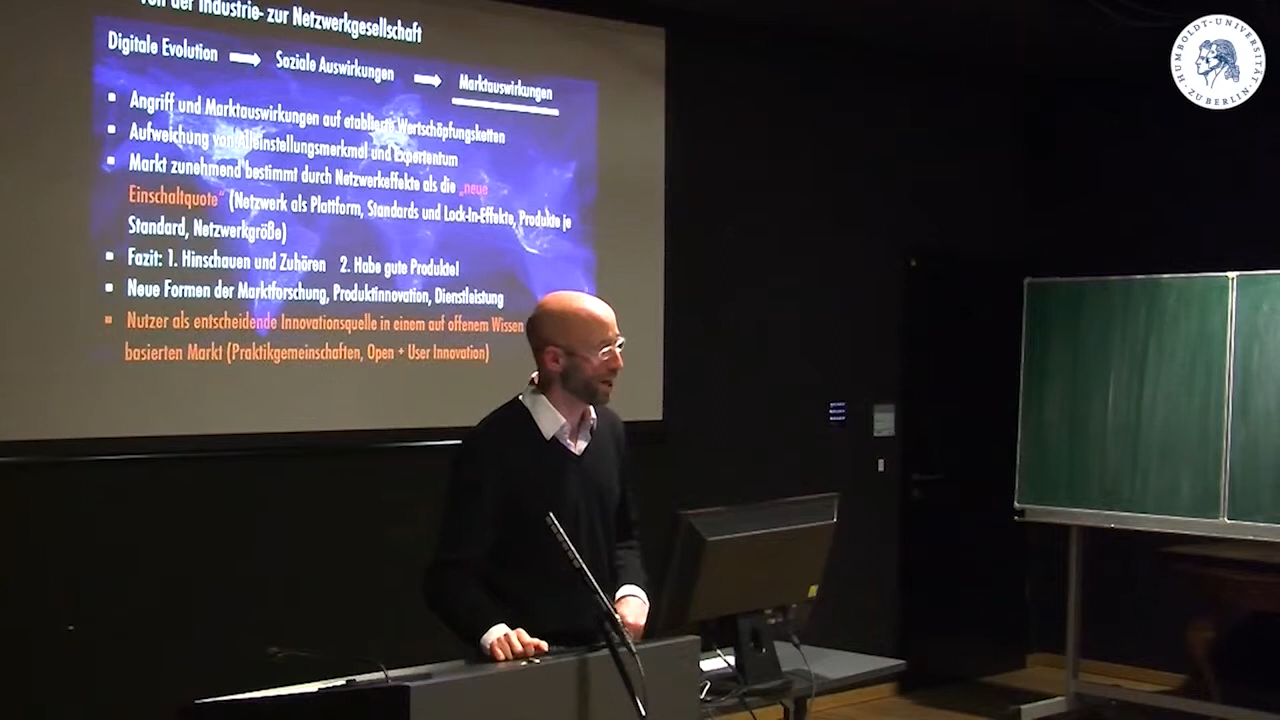 von der Industrie- zur Netzwerkgesellschaft
Digitale Evolution
Soziale Auswirkungen
Marktauswirkungen
Angriff und Marktauswirkungen auf etablierte Wertschöpfungsketten
Aufweichung von Alleinstellungsmerkmal und Expertentum
Markt zunehmend bestimmt durch Netzwerkeffekte als die „neue
Einschaltquote“ (Netzwerk als Plattform, Standards und Lock-In-Effekte, Produkte je
Standard, Netzwerkgröße)
Fazit: 1. Hinschauen und Zuhören 2. Habe gute Produkte!
Neue Formen der Marktforschung, Produktinnovation, Dienstleistung
Nutzer als entscheidende Innovationsquelle in einem auf offenem Wissen
basierten Markt (Praktikgemeinschaften, Open + User Innovation)
HUMBOLDT-UNIVERSITÄT
ZU BERLIN